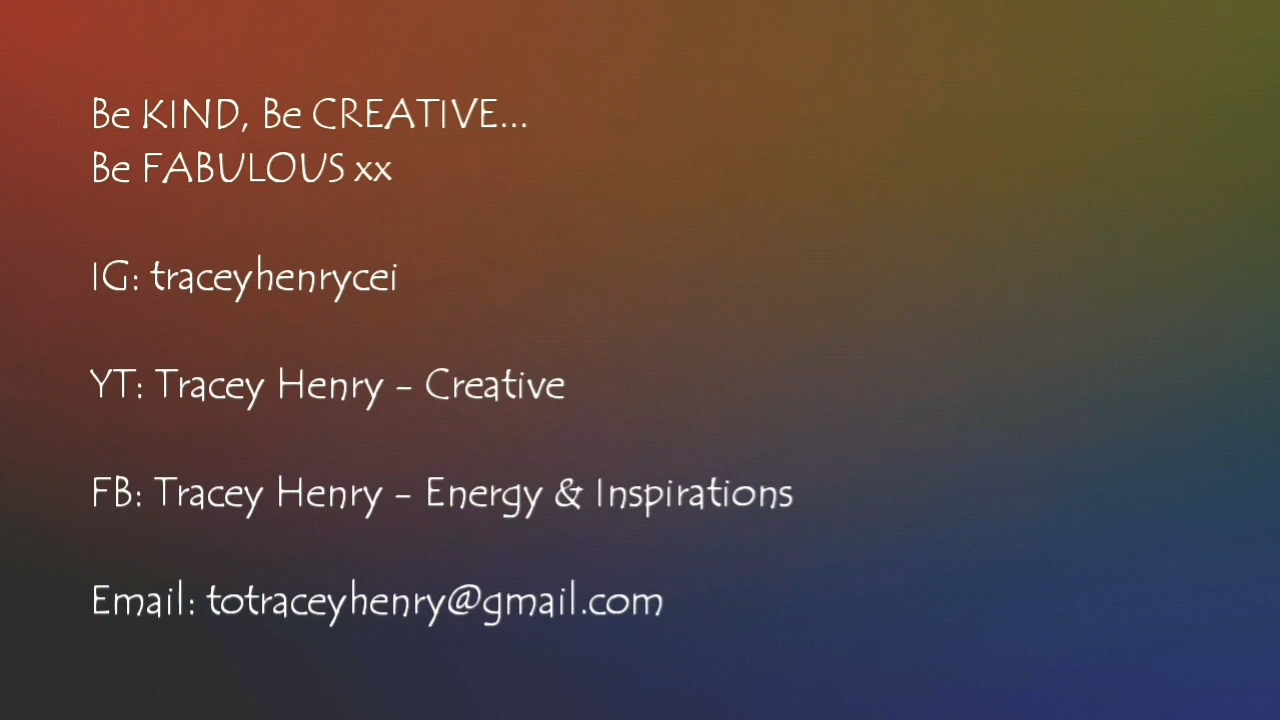 Be KIND, Be CREATIVE...
Be FABULOUS xx
IG: traceyhenrycei
YT: Tracey Henry - Creative
FB: Tracey Henry - Energy & Inspirations
Email: totraceyhenry@gmail.com